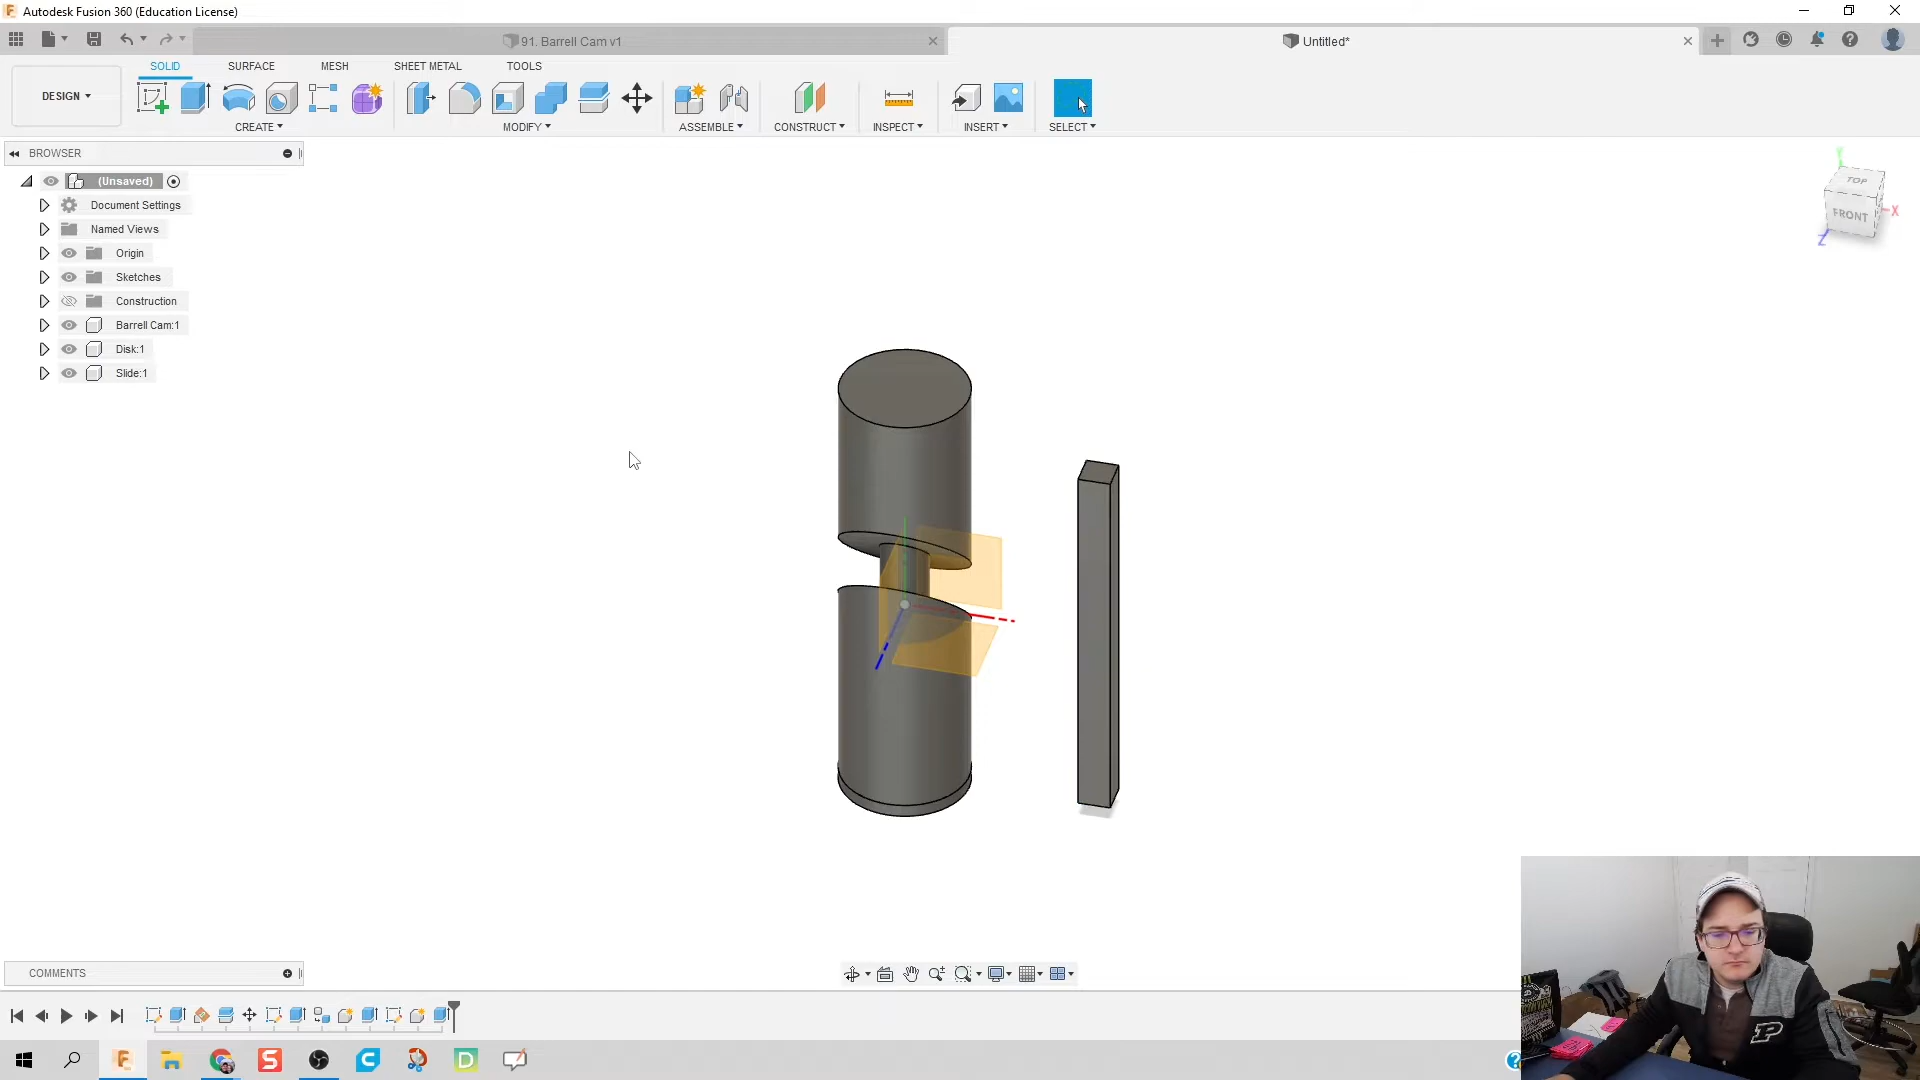 Autodesk Fusion 360 (Education License)
91. Barrell Cam v1
Untitled*
DESIGN
SOLID
SURFACE
MESH
SHEET METAL
TOOLS
CREATE
MODIFY
ASSEMBLE
CONSTRUCT
INSPECT
INSERT
SELECT
BROWSER
(Unsaved)
Document Settings
Named Views
Origin
Sketches
Construction
Barrell Cam:1
Disk:1
Slide:1
Y
TOP
FRONT
X
Z
COMMENTS